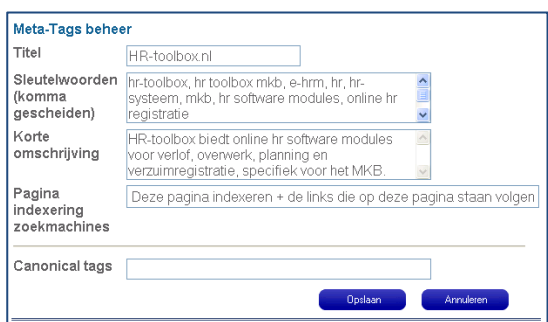 Meta-Tags beheer
Titel
HR-toolbox.nl
Sleutelwoorden
(komma
gescheiden)
hr-toolbox, hr toolbox mkb, e-hrm, hr, hr-
systeem, mkb, hr software modules, online hr
registratie
Korte
omschrijving
HR-toolbox biedt online hr software modules
voor verlof, overwerk, planning en
verzuimregistratie, specifiek voor het MKB.
Pagina
indexering
zoekmachines
Deze pagina indexeren + de links die op deze pagina staan volgen
Canonical tags
Opslaan
Annuleren